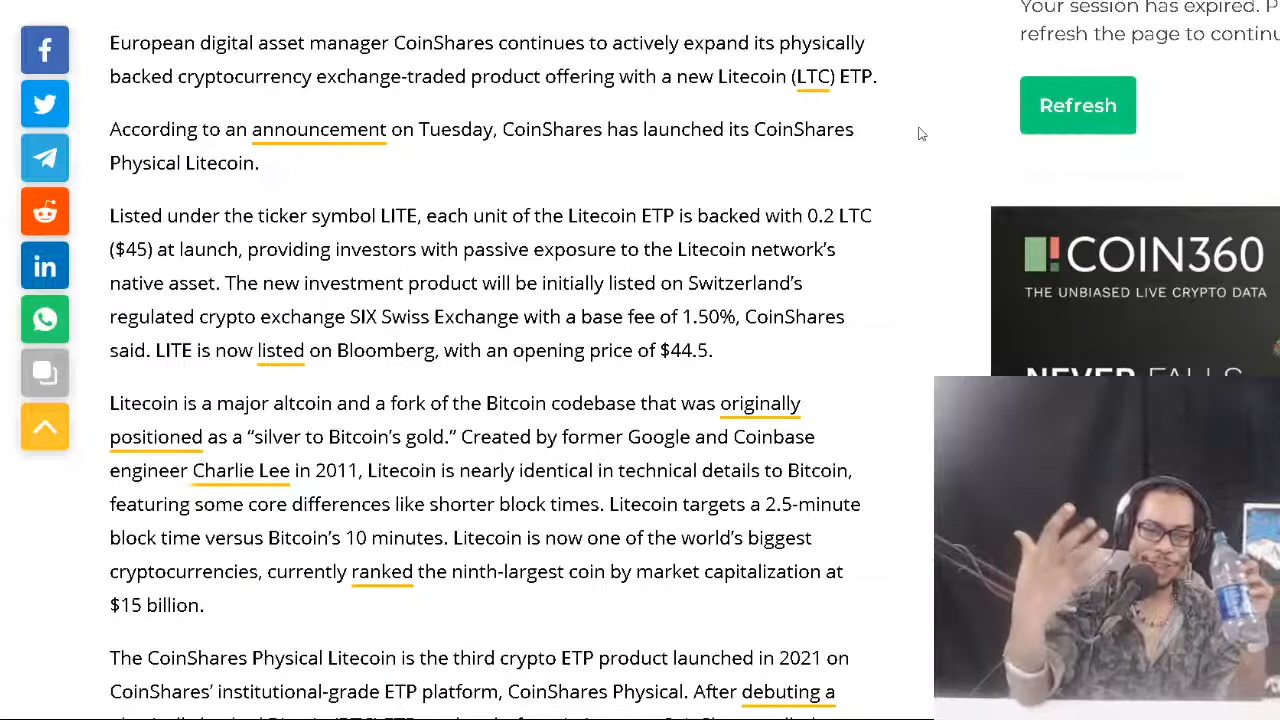 Your session has expired. P
refresh the page to continu
Refresh
European digital asset manager CoinShares continues to actively expand its physically
backed cryptocurrency exchange-traded product offering with a new Litecoin (LTC) ETP.
According to an announcement on Tuesday, CoinShares has launched its CoinShares
Physical Litecoin.
Listed under the ticker symbol LITE, each unit of the Litecoin ETP is backed with 0.2 LTC
($45) at launch, providing investors with passive exposure to the Litecoin network’s
native asset. The new investment product will be initially listed on Switzerland’s
regulated crypto exchange SIX Swiss Exchange with a base fee of 1.50%, CoinShares
said. LITE is now listed on Bloomberg, with an opening price of $44.5.
Litecoin is a major altcoin and a fork of the Bitcoin codebase that was originally
positioned as a “silver to Bitcoin’s gold.” Created by former Google and Coinbase
engineer Charlie Lee in 2011, Litecoin is nearly identical in technical details to Bitcoin,
featuring some core differences like shorter block times. Litecoin targets a 2.5-minute
block time versus Bitcoin’s 10 minutes. Litecoin is now one of the world’s biggest
cryptocurrencies, currently ranked the ninth-largest coin by market capitalization at
$15 billion.
The CoinShares Physical Litecoin is the third crypto ETP product launched in 2021 on
CoinShares’ institutional-grade ETP platform, CoinShares Physical. After debuting a
COIN360
THE UNBIASED LIVE CRYPTO DATA
NEVER FALLS